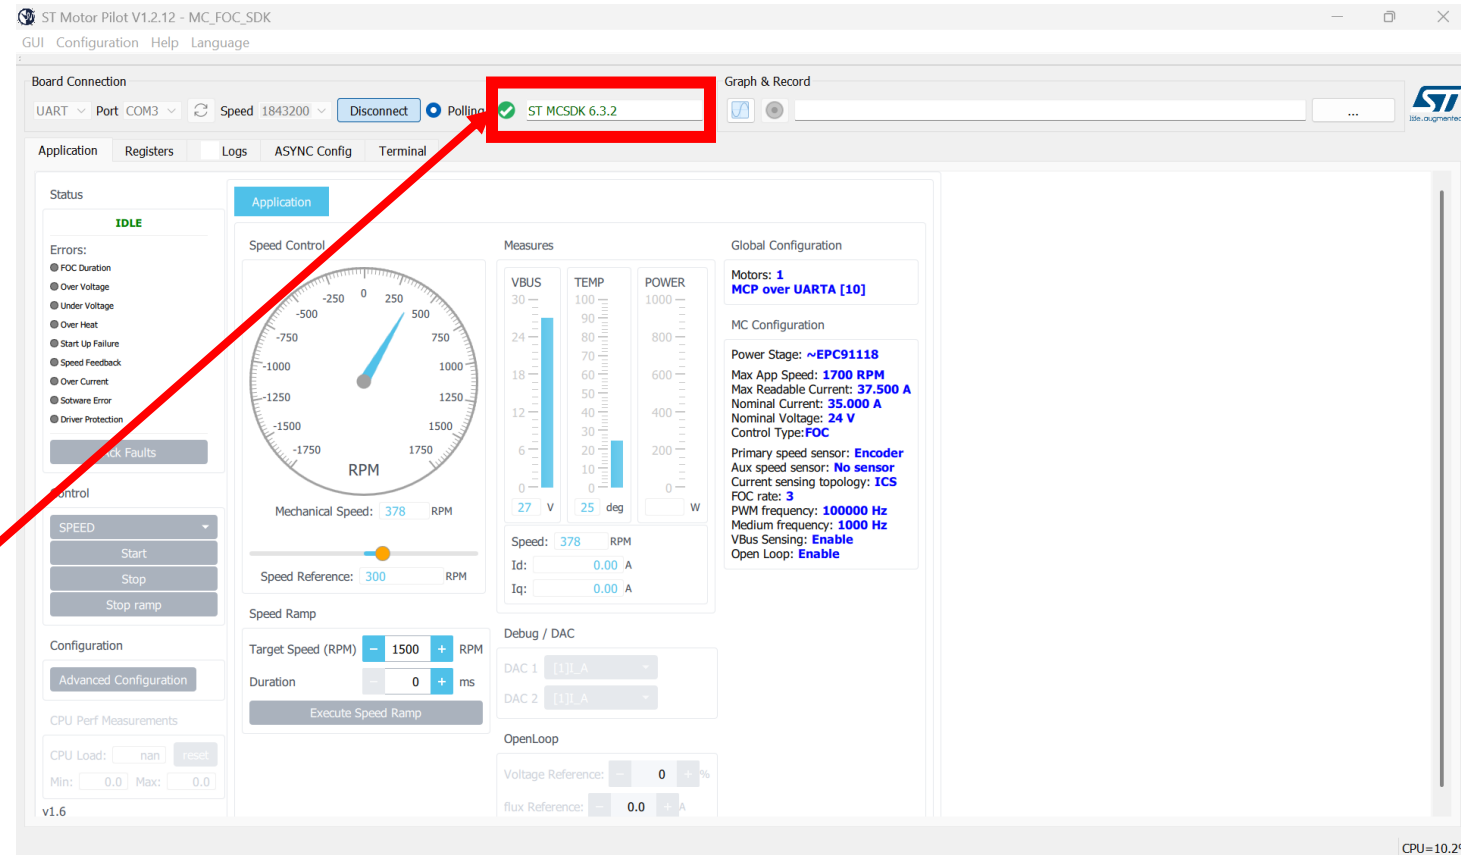 ST Motor Pilot V1.2.12 - MC_FOC_SDK
GUI Configuration Help Language
Board Connection
Graph & Record
UART Port COM3 Speed 1843200 Disconnect Polling ST MCSDK 6.3.2 ...
life.augmented
Application Registers Logs ASYNC Config Terminal
Status
IDLE
Errors:
FOC Duration
Over Voltage
Under Voltage
Over Heat
Start Up Failure
Speed Feedback
Over Current
Sotware Error
Driver Protection
Faults
Control
SPEED
Start
Stop
Stop ramp
Configuration
Advanced Configuration
CPU Perf Measurements
CPU Load: nan reset
Min: 0.0 Max: 0.0
v1.6
Application
Speed Control
0
-250 250
-500 500
-750 750
-1000 1000
-1250 1250
-1500 1500
-1750 1750
RPM
Mechanical Speed: 378 RPM
Speed Reference: 300 RPM
Speed Ramp
Target Speed (RPM) − 1500 + RPM
Duration − 0 + ms
Execute Speed Ramp
Measures
VBUS
30
24
18
12
6
0
27 V
TEMP
100
90
80
70
60
50
40
30
20
10
0
25 deg
POWER
1000
800
600
400
200
0
W
Speed: 378 RPM
Id: 0.00 A
Iq: 0.00 A
Debug / DAC
DAC 1 [1]I_A
DAC 2 [1]I_A
OpenLoop
Voltage Reference: − 0 + %
flux Reference: − 0.0 + A
Global Configuration
Motors: 1
MCP over UARTA [10]
MC Configuration
Power Stage: ~EPC91118
Max App Speed: 1700 RPM
Max Readable Current: 37.500 A
Nominal Current: 35.000 A
Nominal Voltage: 24 V
Control Type:FOC
Primary speed sensor: Encoder
Aux speed sensor: No sensor
Current sensing topology: ICS
FOC rate: 3
PWM frequency: 100000 Hz
Medium frequency: 1000 Hz
VBus Sensing: Enable
Open Loop: Enable
CPU=10.2